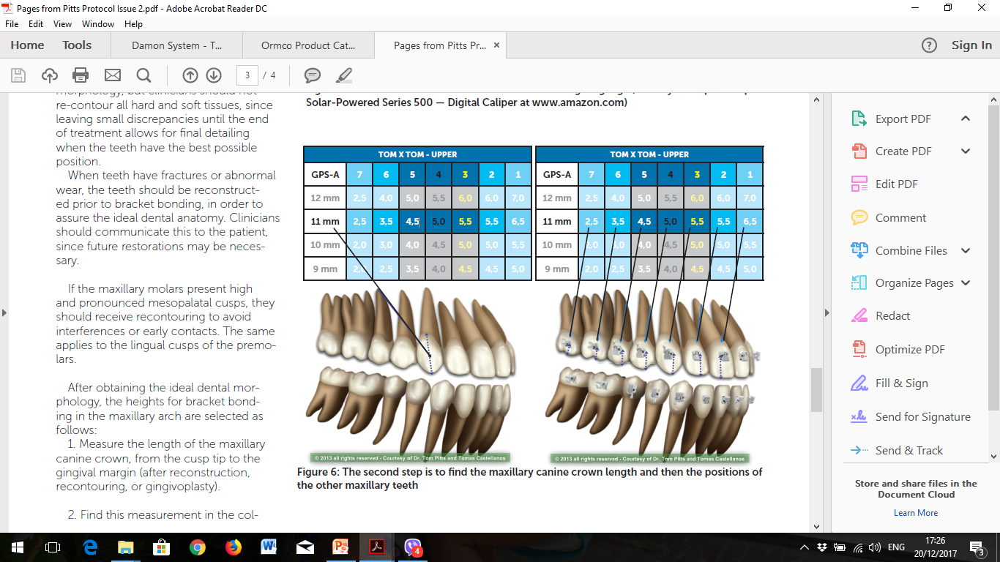 Pages from Pitts Protocol Issue 2.pdf - Adobe Acrobat Reader DC
File Edit View Window Help
Home Tools Damon System - T... Ormco Product Cat... Pages from Pitts Pr... × ? Sign In
3 / 4
re-contour all hard and soft tissues, since
leaving small discrepancies until the end
of treatment allows for final detailing
when the teeth have the best possible
position.
When teeth have fractures or abnormal
wear, the teeth should be reconstruct-
ed prior to bracket bonding, in order to
assure the ideal dental anatomy. Clinicians
should communicate this to the patient,
since future restorations may be neces-
sary.
If the maxillary molars present high
and pronounced mesopalatal cusps, they
should receive recontouring to avoid
interferences or early contacts. The same
applies to the lingual cusps of the premo-
lars.
After obtaining the ideal dental mor-
phology, the heights for bracket bond-
ing in the maxillary arch are selected as
follows:
1. Measure the length of the maxillary
canine crown, from the cusp tip to the
gingival margin (after reconstruction,
recontouring, or gingivoplasty).
2. Find this measurement in the col-
Solar-Powered Series 500 — Digital Caliper at www.amazon.com)
TOM X TOM - UPPER
GPS-A 7 6 5 4 3 2 1
12 mm 2,5 4,0 5,0 5,5 6,0 6,0 7,0
11 mm 2,5 3,5 4,5 5,0 5,5 5,5 6,5
10 mm 2,0 3,0 4,0 4,5 5,0 5,0 5,5
9 mm 2,5 3,5 4,0 4,5 4,5 5,0
TOM X TOM - UPPER
GPS-A 7 6 5 4 3 2 1
12 mm 2,5 4,0 5,0 5,5 6,0 6,0 7,0
11 mm 2,5 3,5 4,5 5,0 5,5 5,5 6,5
10 mm 2,0 3,0 4,0 4,5 5,0 5,0 5,5
9 mm 2,0 2,5 3,5 4,0 4,5 4,5 5,0
© 2013 all rights reserved - Courtesy of Dr. Tom Pitts and Tomas Castellanos
© 2013 all rights reserved - Courtesy of Dr. Tom Pitts and Tomas Castellanos
Figure 6: The second step is to find the maxillary canine crown length and then the positions of
the other maxillary teeth
Export PDF
Create PDF
Edit PDF
Comment
Combine Files
Organize Pages
Redact
Optimize PDF
Fill & Sign
Send for Signature
Send & Track
Store and share files in the
Document Cloud
Learn More
4
ENG
17:26
20/12/2017
3